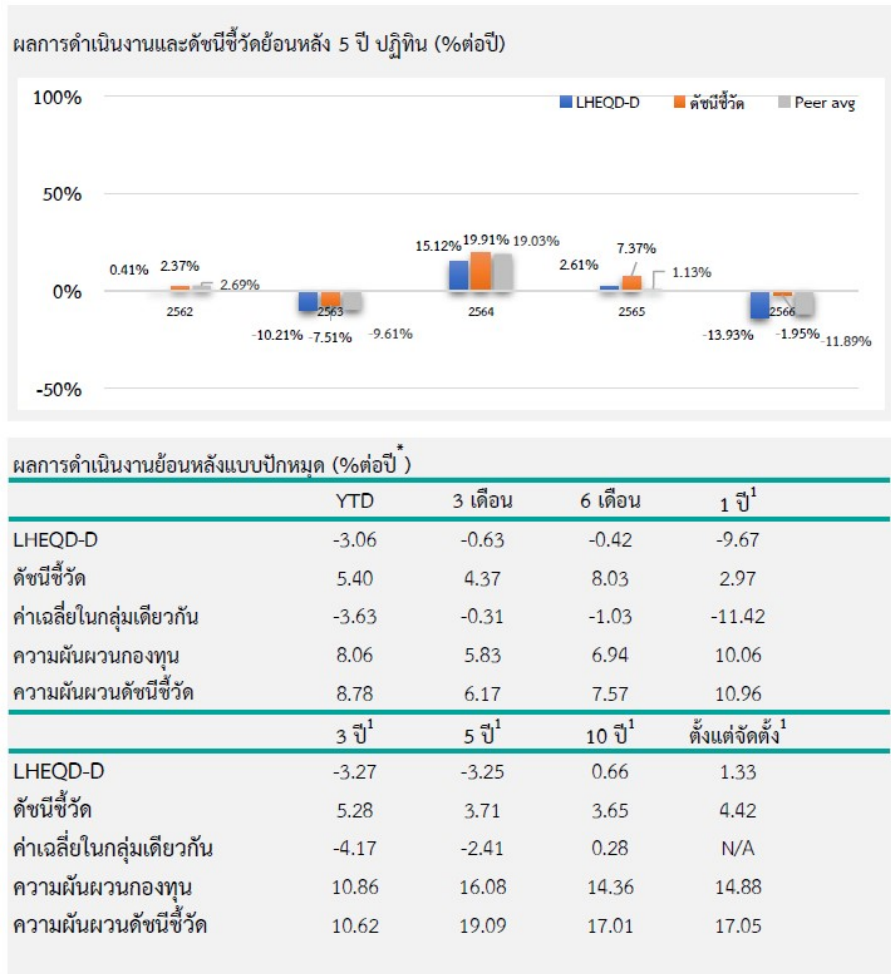 ผลการดำเนินงานและดัชนีชี้วัดย้อนหลัง 5 ปี ปฏิทิน (%ต่อปี)
100%
LHEQD-D ดัชนีชี้วัด Peer avg
50%
15.12% 19.91% 19.03%
0.41% 2.37% 2.61% 7.37% 1.13%
0% 2.69%
2562 2563 2564 2565 2566
-10.21% -7.51% -9.61% -13.93% -1.95% -11.89%
-50%
ผลการดำเนินงานย้อนหลังแบบปักหมุด (%ต่อปี*)
YTD 3 เดือน 6 เดือน 1 ปี1
LHEQD-D -3.06 -0.63 -0.42 -9.67
ดัชนีชี้วัด 5.40 4.37 8.03 2.97
ค่าเฉลี่ยในกลุ่มเดียวกัน -3.63 -0.31 -1.03 -11.42
ความผันผวนกองทุน 8.06 5.83 6.94 10.06
ความผันผวนดัชนีชี้วัด 8.78 6.17 7.57 10.96
3 ปี1 5 ปี1 10 ปี1 ตั้งแต่จัดตั้ง1
LHEQD-D -3.27 -3.25 0.66 1.33
ดัชนีชี้วัด 5.28 3.71 3.65 4.42
ค่าเฉลี่ยในกลุ่มเดียวกัน -4.17 -2.41 0.28 N/A
ความผันผวนกองทุน 10.86 16.08 14.36 14.88
ความผันผวนดัชนีชี้วัด 10.62 19.09 17.01 17.05